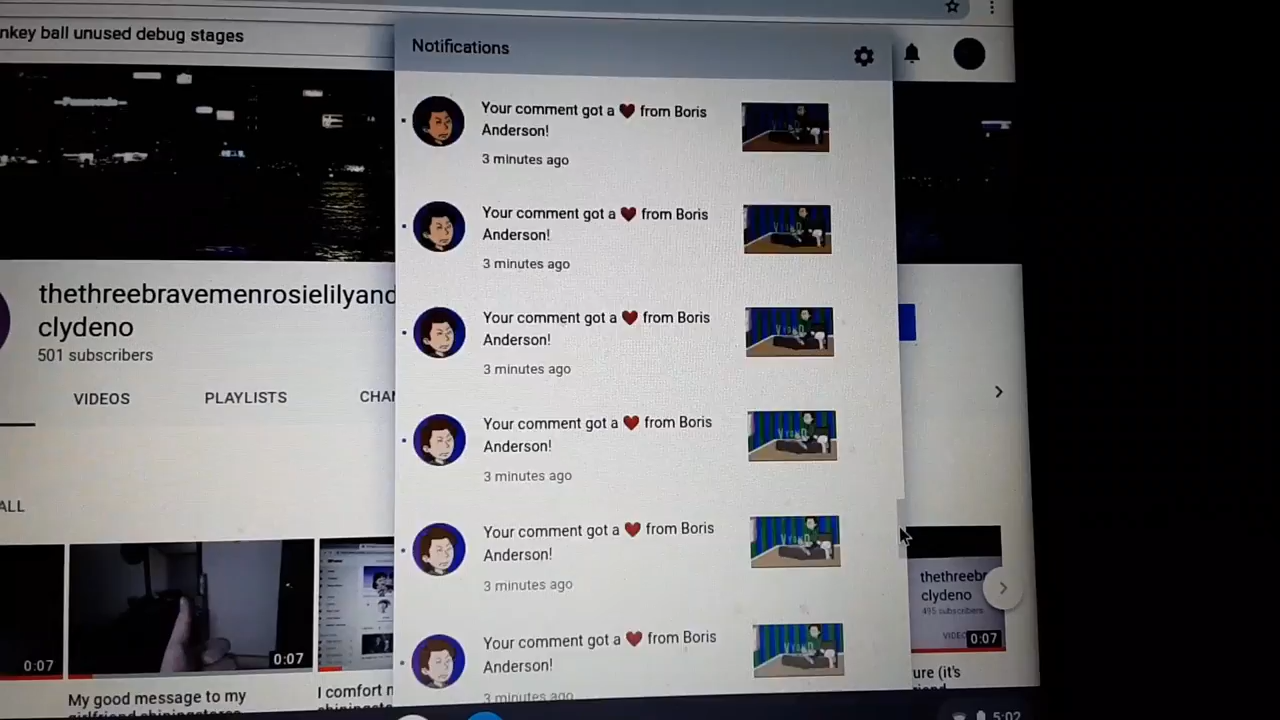 nkey ball unused debug stages
Notifications
Your comment got a ❤ from Boris
Anderson!
3 minutes ago
Your comment got a ❤ from Boris
Anderson!
3 minutes ago
Your comment got a ❤ from Boris
Anderson!
3 minutes ago
Your comment got a ❤ from Boris
Anderson!
3 minutes ago
Your comment got a ❤ from Boris
Anderson!
3 minutes ago
Your comment got a ❤ from Boris
Anderson!
3 minutes ago
Panasonic
thethreebravemenrosielilyand
clydeno
501 subscribers
VIDEOS
PLAYLISTS
CHA
ALL
0:07
0:07
My good message to my
I comfort
thethreeb
clydeno
495 subscribers
VIDEO
0:07
ure (it's
5:02